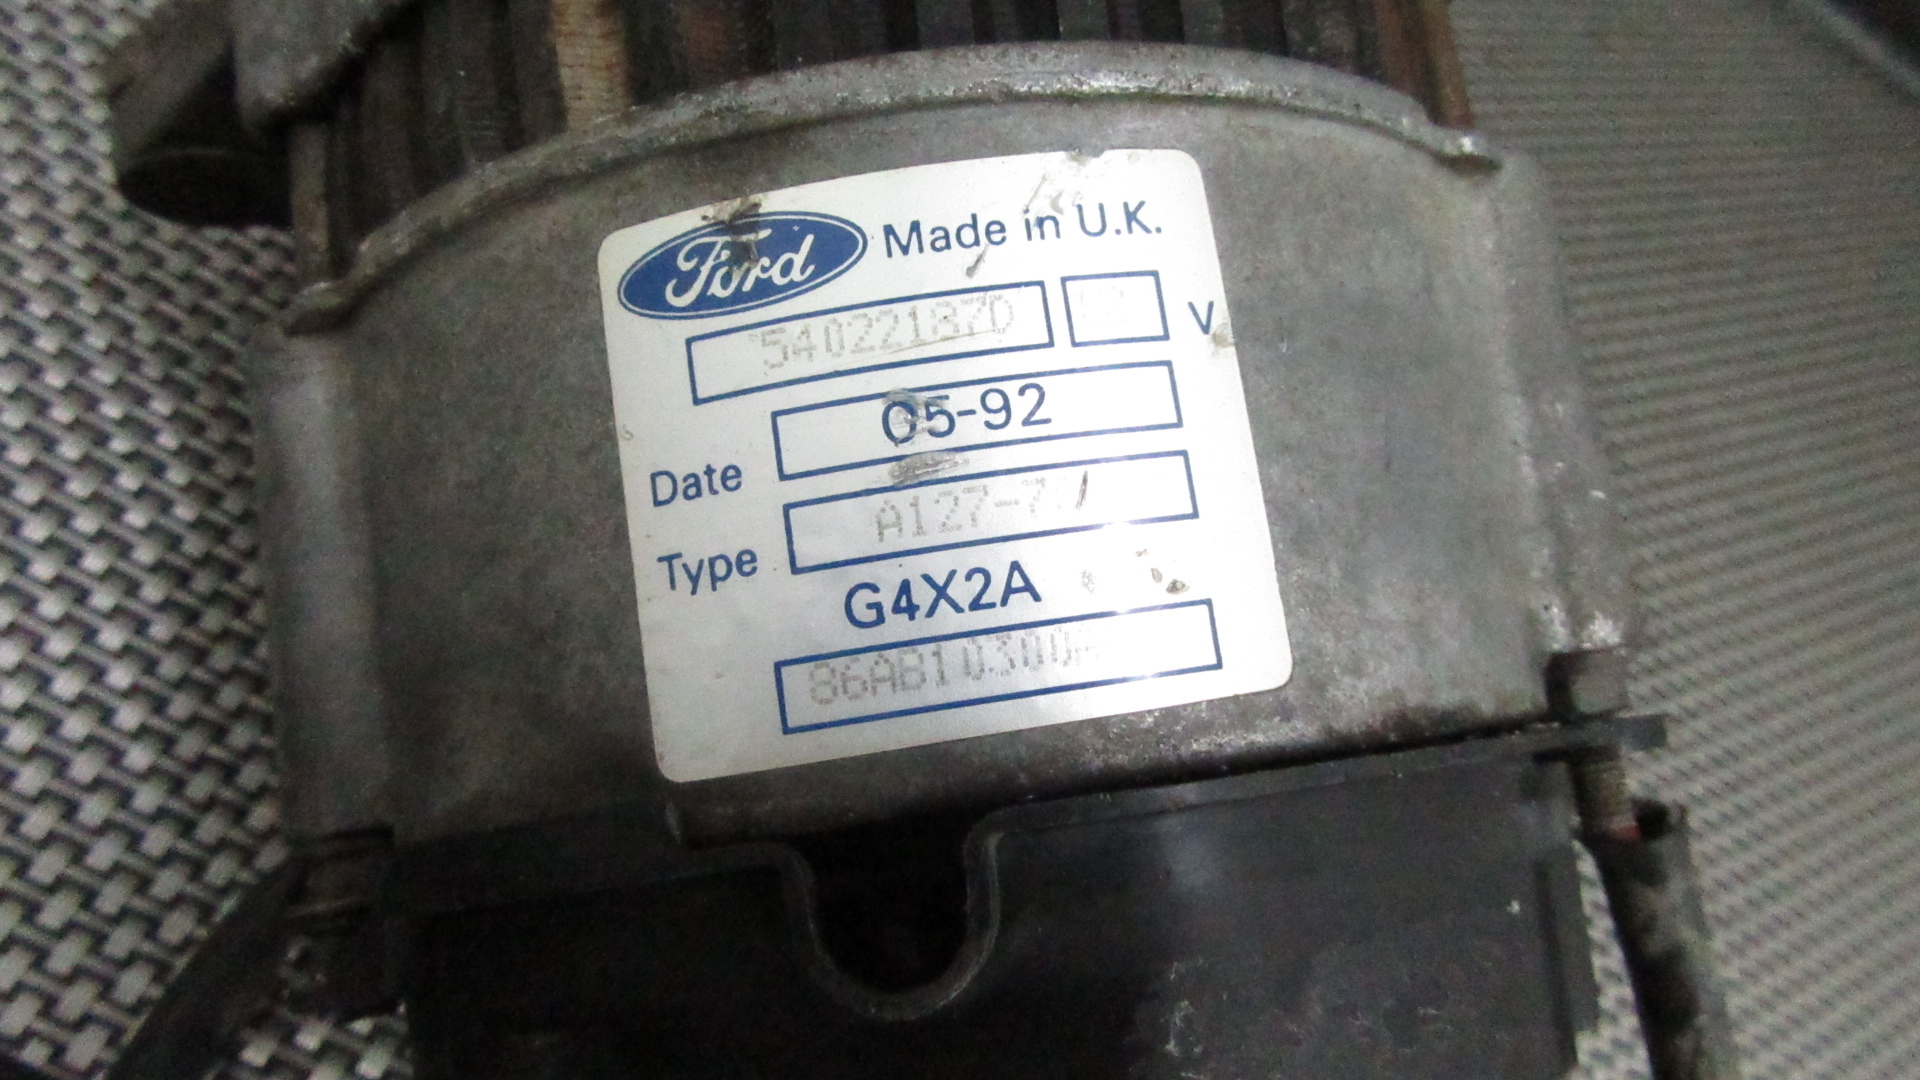 Ford Made in U.K.
54022187D V
Date 05-92
Type
G4X2A